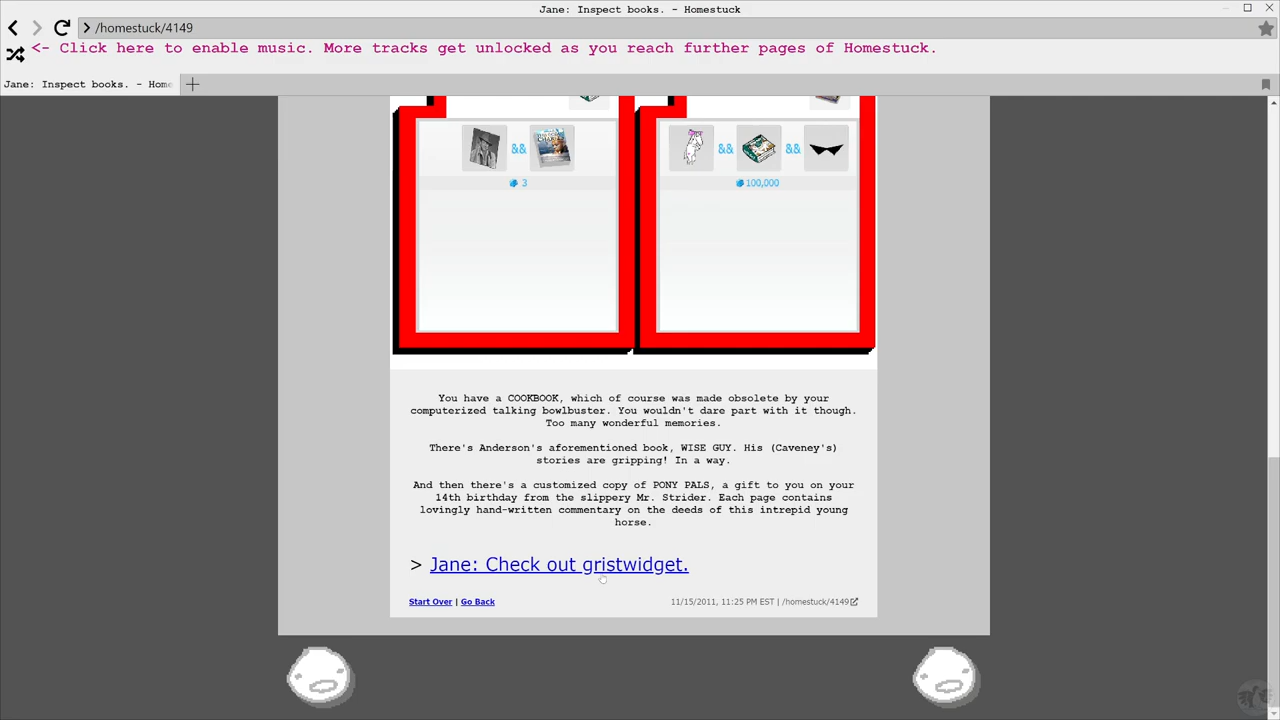 Jane: Inspect books. - Homestuck
/homestuck/4149
<- Click here to enable music. More tracks get unlocked as you reach further pages of Homestuck.
Jane: Inspect books. - Home
&& && &&
3 100,000
You have a COOKBOOK, which of course was made obsolete by your
computerized talking bowlbuster. You wouldn't dare part with it though.
Too many wonderful memories.
There's Anderson's aforementioned book, WISE GUY. His (Caveney's)
stories are gripping! In a way.
And then there's a customized copy of PONY PALS, a gift to you on your
14th birthday from the slippery Mr. Strider. Each page contains
lovingly hand-written commentary on the deeds of this intrepid young
horse.
> Jane: Check out gristwidget.
Start Over | Go Back 11/15/2011, 11:25 PM EST | /homestuck/4149